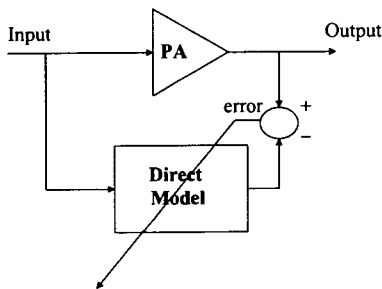 Input
PA
Output
error
+
−
Direct
Model